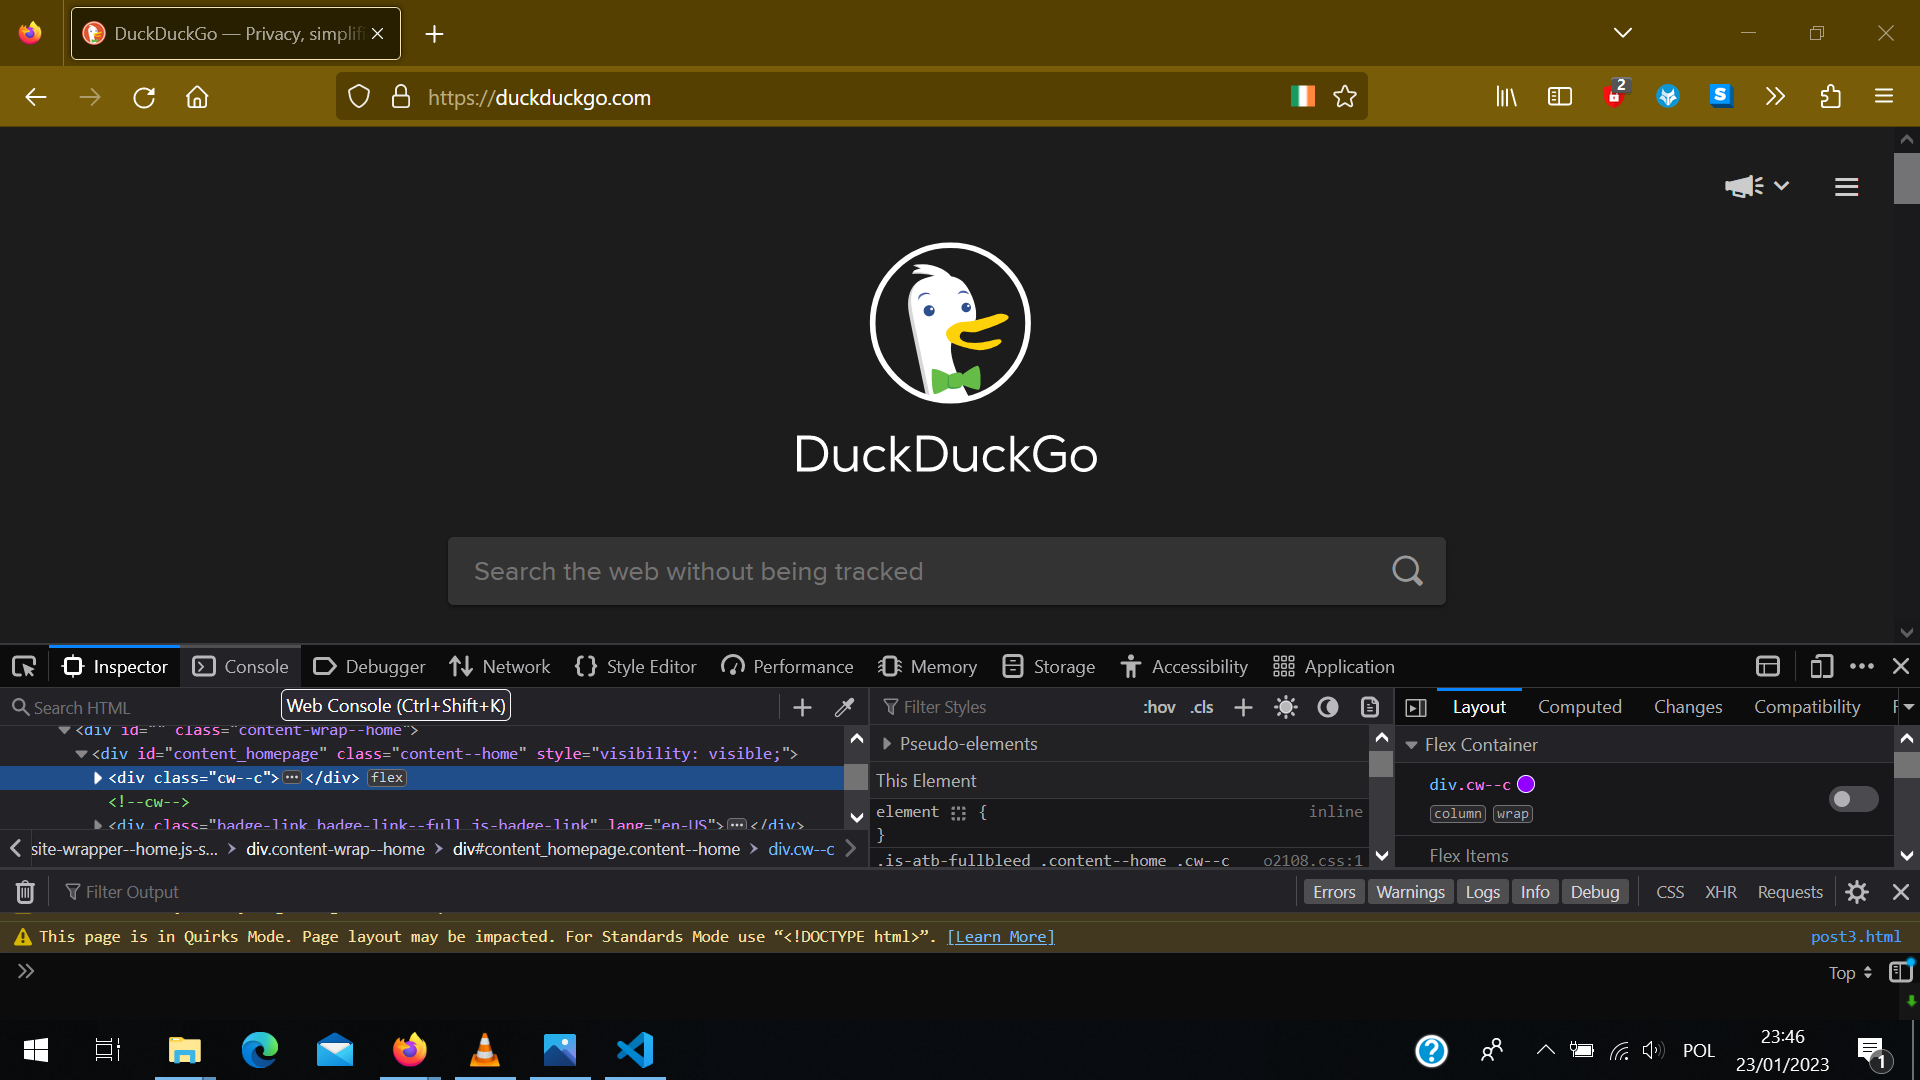 DuckDuckGo — Privacy, simplifi
https://duckduckgo.com
2
S
DuckDuckGo
Search the web without being tracked
Inspector
Console
Debugger
Network
Style Editor
Performance
Memory
Storage
Accessibility
Application
Search HTML
Web Console (Ctrl+Shift+K)
Filter Styles
:hov .cls
Layout
Computed
Changes
Compatibility
<div id="" class="content-wrap--home">
<div id="content_homepage" class="content--home" style="visibility: visible;">
<div class="cw--c"> </div> flex
<!--cw-->
<div class="badge-link badge-link--full js-badge-link" lang="en-US"> </div>
site-wrapper--home.js-s... div.content-wrap--home div#content_homepage.content--home div.cw--c
Pseudo-elements
This Element
element { inline
}
.is-atb-fullbleed .content--home .cw--c o2108.css:1
Flex Container
div.cw--c
column wrap
Flex Items
Filter Output
Errors Warnings Logs Info Debug CSS XHR Requests
This page is in Quirks Mode. Page layout may be impacted. For Standards Mode use “<!DOCTYPE html>”. [Learn More] post3.html
Top
POL
23:46
23/01/2023
1